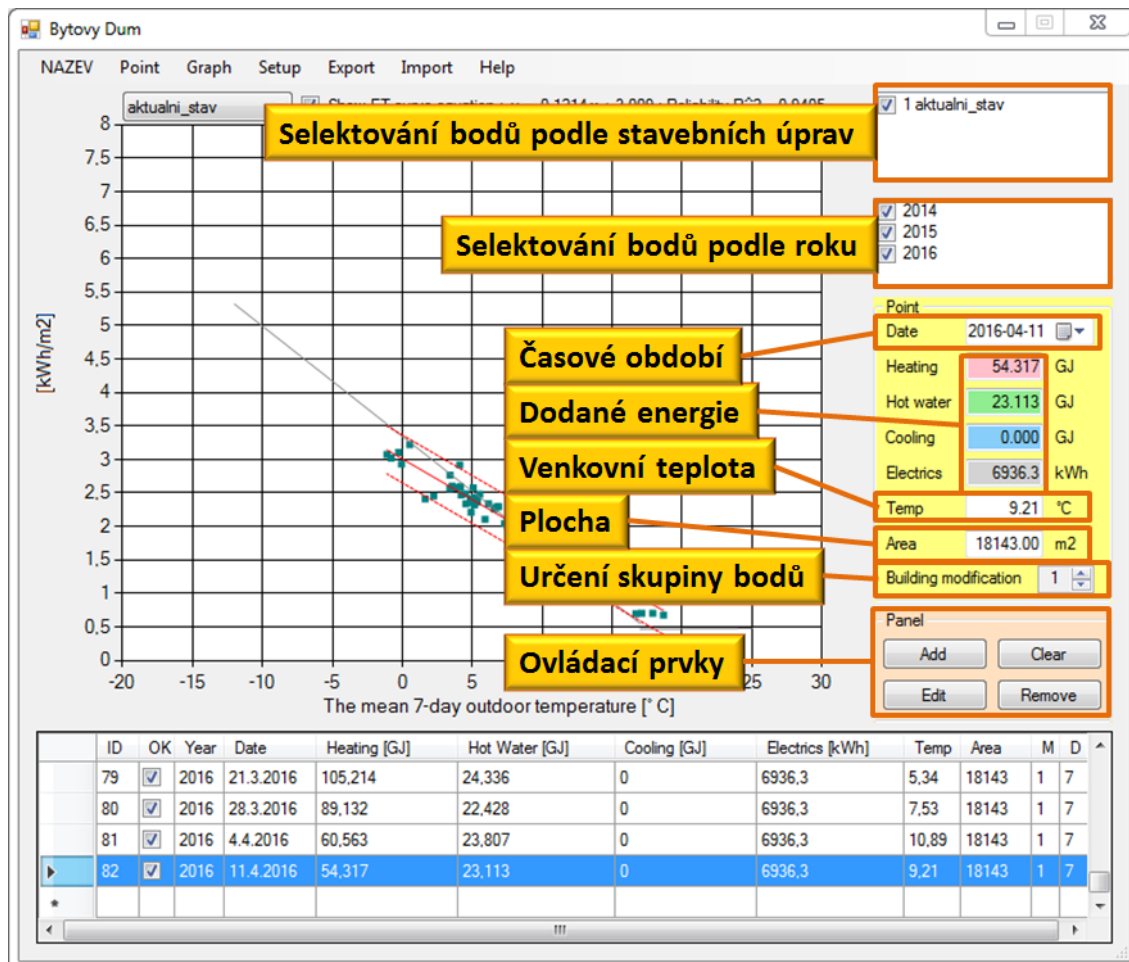 Bytovy Dum
NAZEV Point Graph Setup Export Import Help
aktualni_stav
1 aktualni_stav
Selektování bodů podle stavebních úprav
2014
2015
2016
Selektování bodů podle roku
8
7,5
7
6,5
6
5,5
5
4,5
4
3,5
3
2,5
2
1,5
1
0,5
0
[kWh/m2]
-20 -15 -10 -5 0 5 25 30
The mean 7-day outdoor temperature [° C]
Časové období
Dodané energie
Venkovní teplota
Plocha
Určení skupiny bodů
Ovládací prvky
Point
Date 2016-04-11
Heating 54.317 GJ
Hot water 23.113 GJ
Cooling 0.000 GJ
Electrics 6936.3 kWh
Temp 9.21 °C
Area 18143.00 m2
Building modification 1
Panel
Add Clear
Edit Remove
ID OK Year Date Heating [GJ] Hot Water [GJ] Cooling [GJ] Electrics [kWh] Temp Area M D
79 2016 21.3.2016 105,214 24,336 0 6936,3 5,34 18143 1 7
80 2016 28.3.2016 89,132 22,428 0 6936,3 7,53 18143 1 7
81 2016 4.4.2016 60,563 23,807 0 6936,3 10,89 18143 1 7
82 2016 11.4.2016 54,317 23,113 0 6936,3 9,21 18143 1 7
*